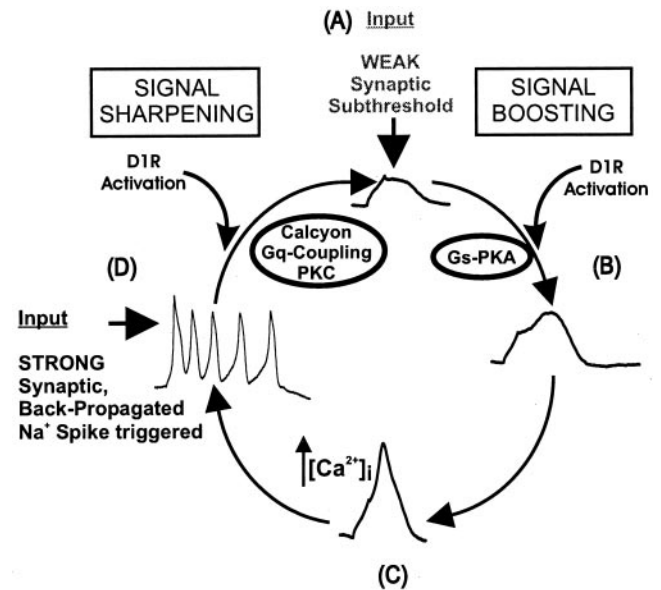 (A) Input
WEAK
Synaptic
Subthreshold
SIGNAL
SHARPENING
SIGNAL
BOOSTING
D1R
Activation
D1R
Activation
Calcyon
Gq-Coupling
PKC
Gs-PKA
(D)
(B)
Input
STRONG
Synaptic,
Back-Propagated
Na⁺ Spike triggered
[Ca²⁺]i
(C)